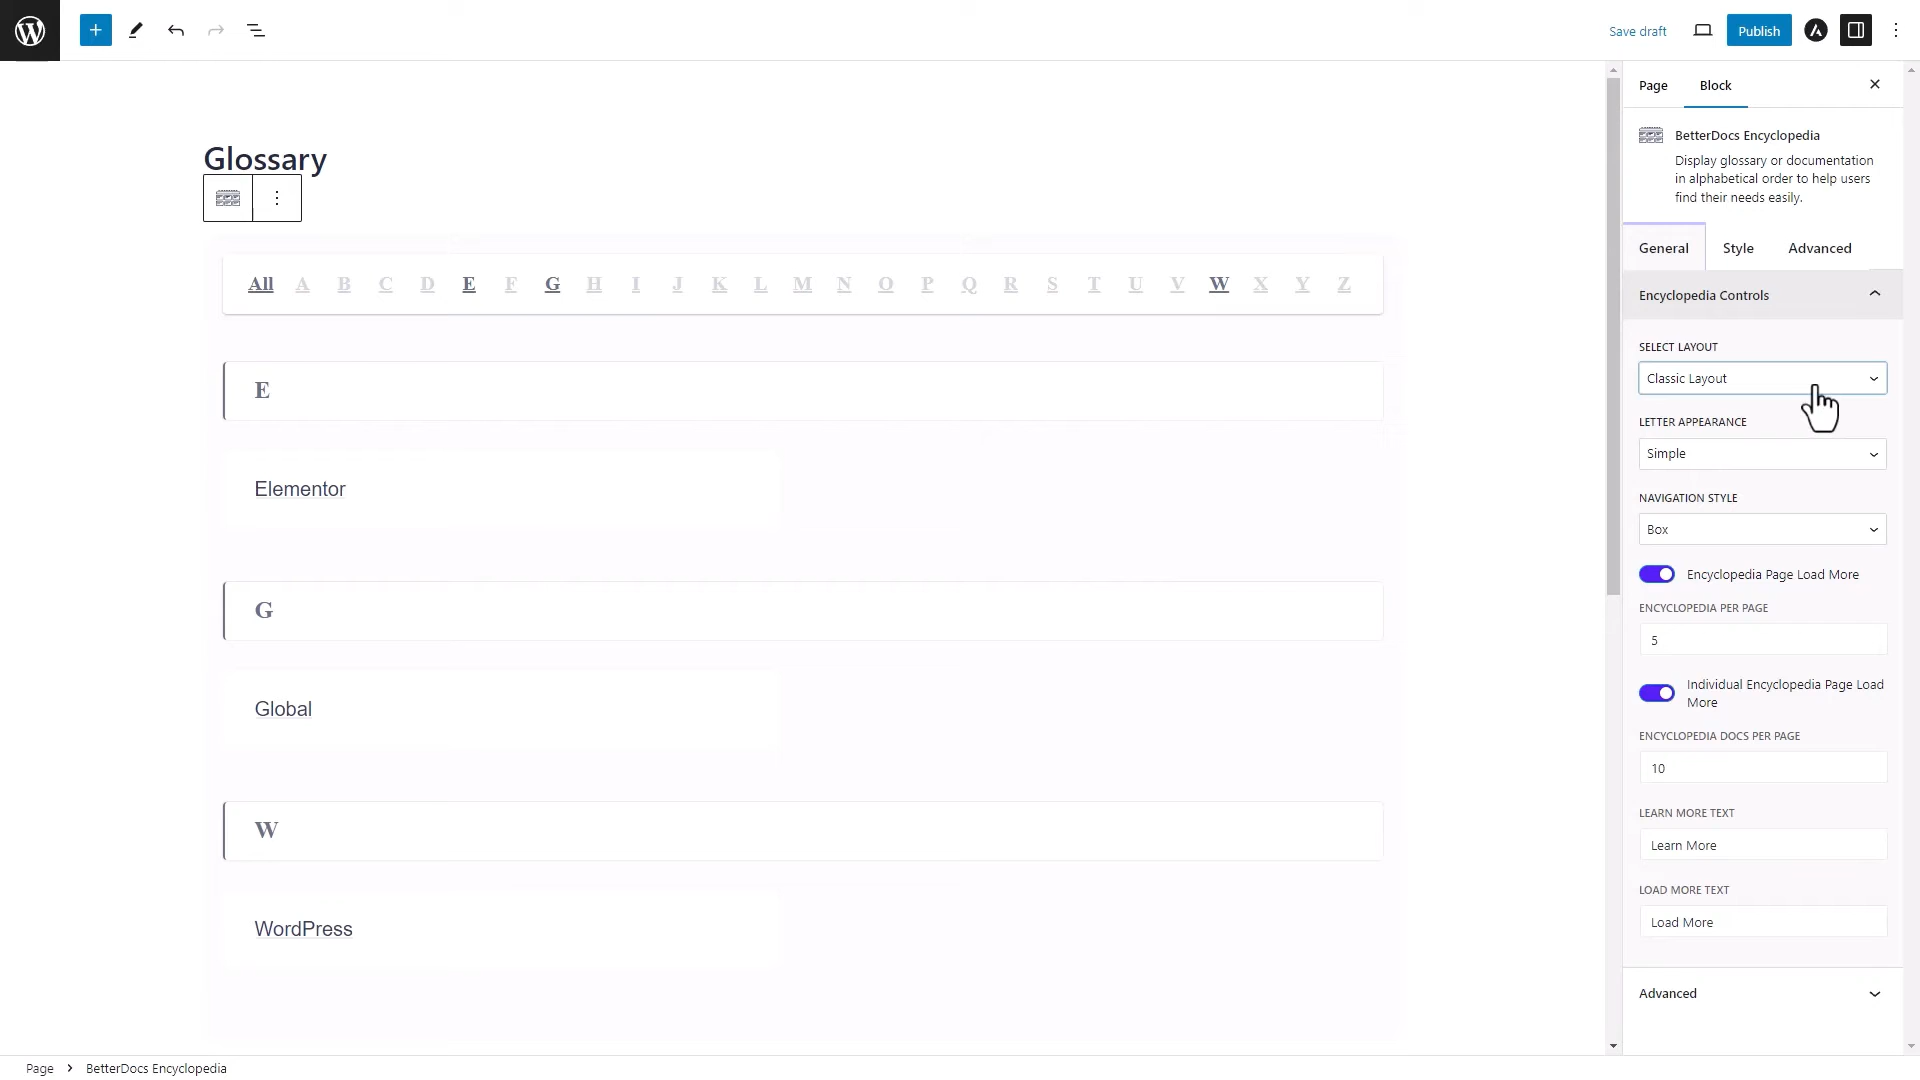 Save draft
Publish
Page
Block
BetterDocs Encyclopedia
Display glossary or documentation
in alphabetical order to help users
find their needs easily.
Glossary
General
Style
Advanced
All A B C D E F G H I J K L M N O P Q R S T U V W X Y Z
Encyclopedia Controls
SELECT LAYOUT
Classic Layout
E
LETTER APPEARANCE
Simple
Elementor
NAVIGATION STYLE
Box
Encyclopedia Page Load More
G
ENCYCLOPEDIA PER PAGE
5
Global
Individual Encyclopedia Page Load
More
ENCYCLOPEDIA DOCS PER PAGE
10
W
LEARN MORE TEXT
Learn More
WordPress
LOAD MORE TEXT
Load More
Advanced
Page
BetterDocs Encyclopedia